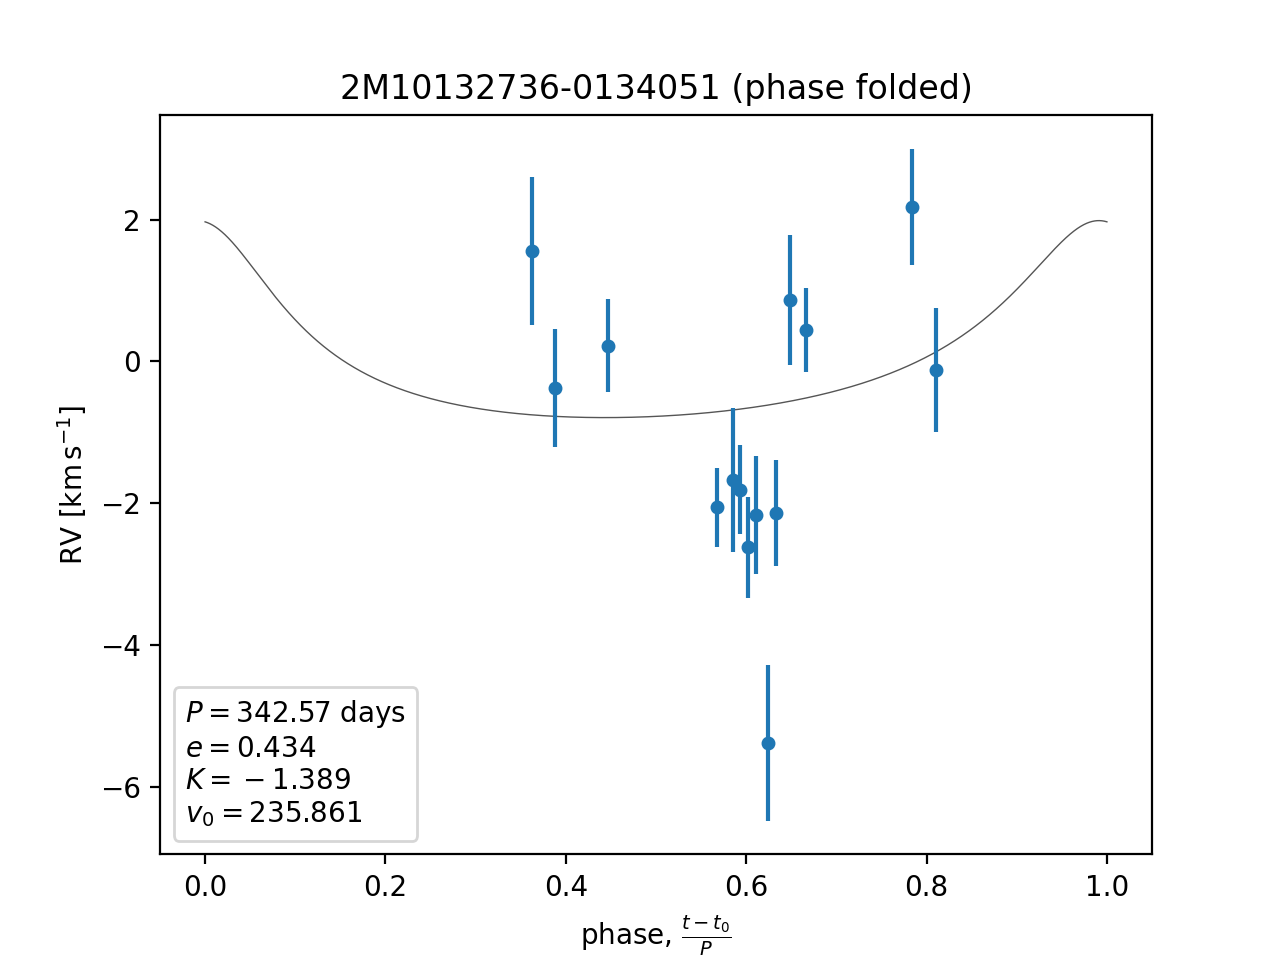 2M10132736-0134051 (phase folded)
RV [km s⁻¹]
2
0
−2
−4
−6
P = 342.57 days
e = 0.434
K = −1.389
v₀ = 235.861
0.0 0.2 0.4 0.6 0.8 1.0
phase, (t − t₀)/P